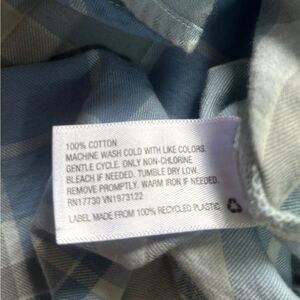 100% COTTON
MACHINE WASH COLD WITH LIKE COLORS.
GENTLE CYCLE. ONLY NON-CHLORINE
BLEACH IF NEEDED. TUMBLE DRY LOW.
REMOVE PROMPTLY. WARM IRON IF NEEDED.
RN17730 VN1973122
LABEL MADE FROM 100% RECYCLED PLASTIC